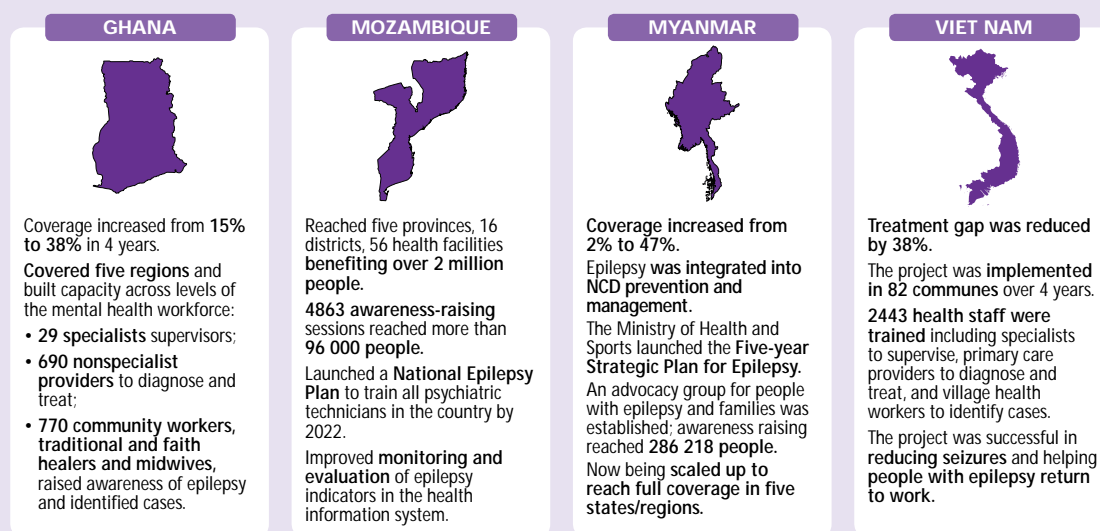 GHANA
Coverage increased from 15%
to 38% in 4 years.
Covered five regions and
built capacity across levels of
the mental health workforce:
• 29 specialists supervisors;
• 690 nonspecialist
providers to diagnose and
treat;
• 770 community workers,
traditional and faith
healers and midwives,
raised awareness of epilepsy
and identified cases.
MOZAMBIQUE
Reached five provinces, 16
districts, 56 health facilities
benefiting over 2 million
people.
4863 awareness-raising
sessions reached more than
96 000 people.
Launched a National Epilepsy
Plan to train all psychiatric
technicians in the country by
2022.
Improved monitoring and
evaluation of epilepsy
indicators in the health
information system.
MYANMAR
Coverage increased from
2% to 47%.
Epilepsy was integrated into
NCD prevention and
management.
The Ministry of Health and
Sports launched the Five-year
Strategic Plan for Epilepsy.
An advocacy group for people
with epilepsy and families was
established; awareness raising
reached 286 218 people.
Now being scaled up to
reach full coverage in five
states/regions.
VIET NAM
Treatment gap was reduced
by 38%.
The project was implemented
in 82 communes over 4 years.
2443 health staff were
trained including specialists
to supervise, primary care
providers to diagnose and
treat, and village health
workers to identify cases.
The project was successful in
reducing seizures and helping
people with epilepsy return
to work.